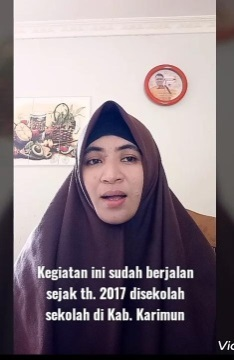 Kegiatan ini sudah berjalan
sejak th. 2017 disekolah
sekolah di Kab. Karimun